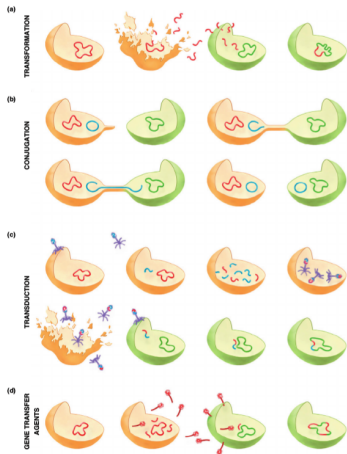 (a)
TRANSFORMATION
(b)
CONJUGATION
(c)
TRANSDUCTION
(d)
GENE TRANSFER
AGENTS